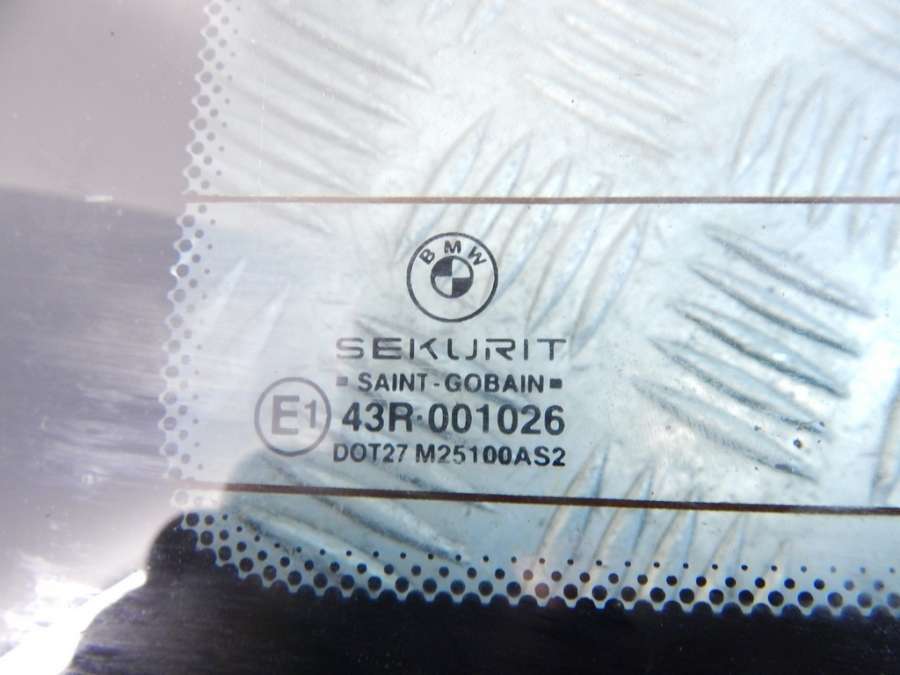 BMW
SEKURIT
▪ SAINT-GOBAIN ▪
E1 43R-001026
DOT27 M25100AS2